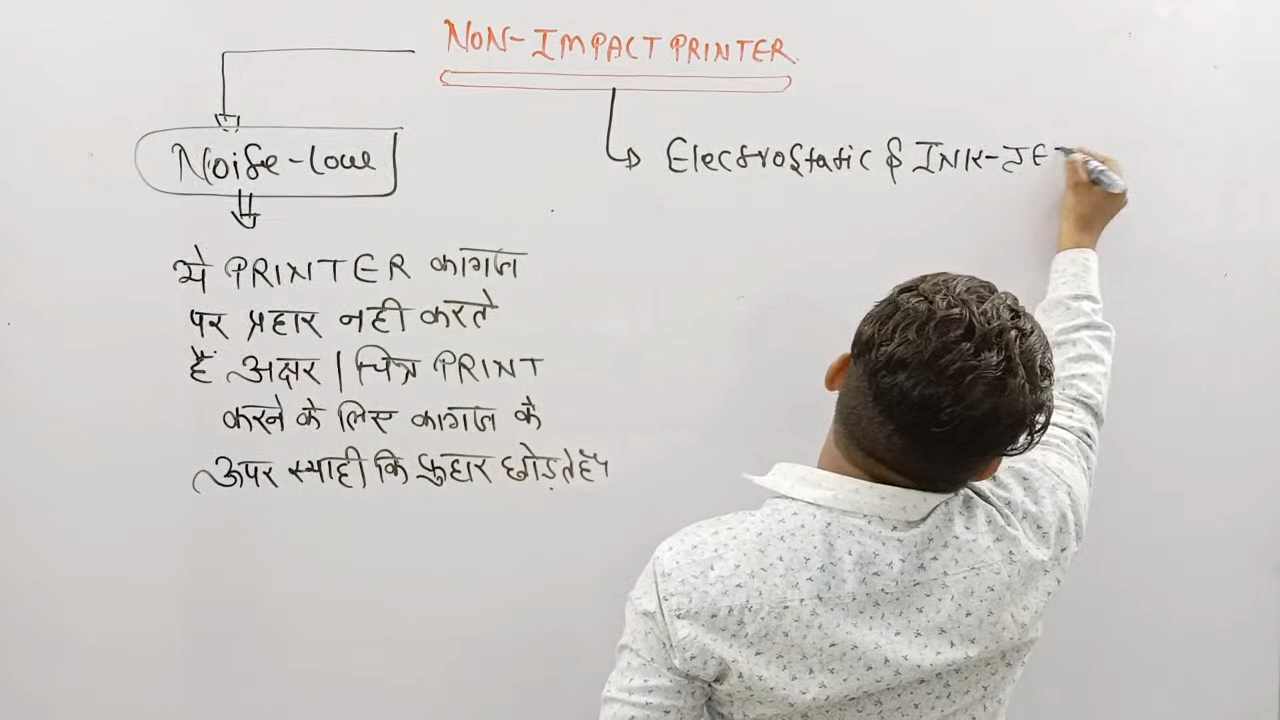 NON-IMPACT PRINTER
Noise-low
Electrostatic & INK-JET
ये PRINTER कागज
पर प्रहार नही करते
हैं अक्षर / चित्र PRINT
करने के लिए कागज के
ऊपर स्याही कि फुहार छोड़ते हैं।